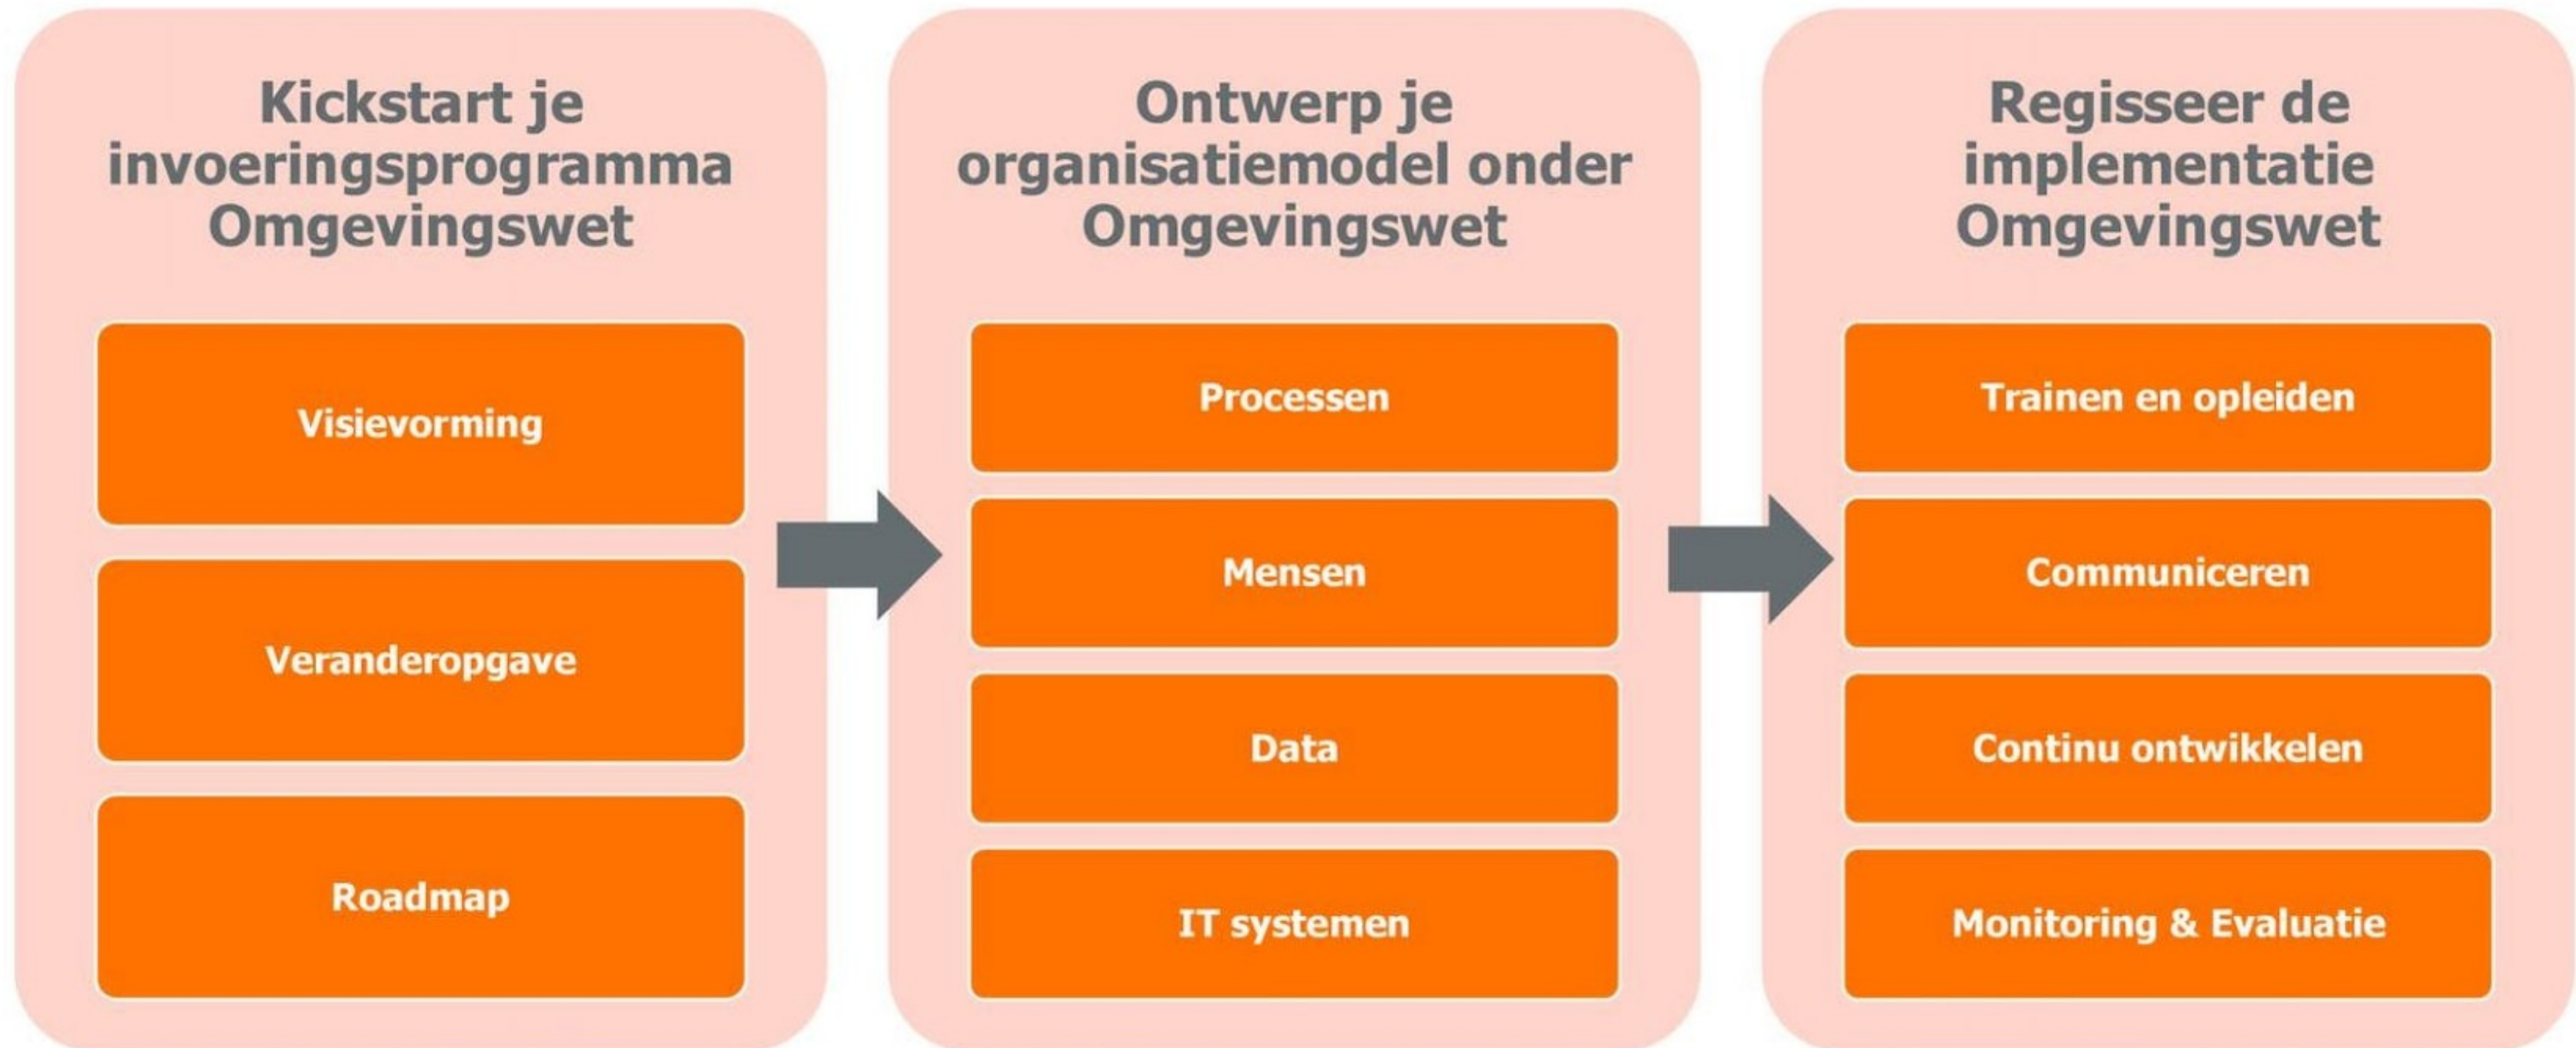 Kickstart je
invoeringsprogramma
Omgevingswet
Visievorming
Veranderopgave
Roadmap
Ontwerp je
organisatiemodel onder
Omgevingswet
Processen
Mensen
Data
IT systemen
Regisseer de
implementatie
Omgevingswet
Trainen en opleiden
Communiceren
Continu ontwikkelen
Monitoring & Evaluatie